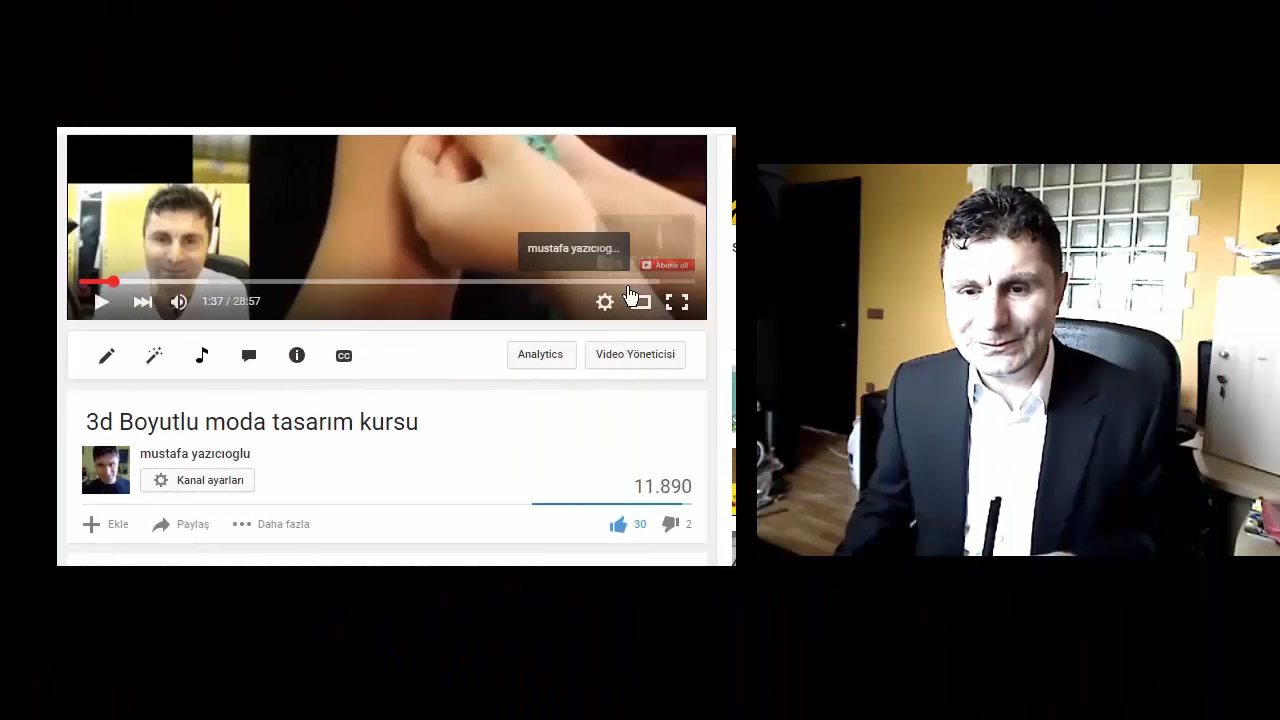 mustafa yazıcıog...
Abone ol!
1:37 / 28:57
CC
Analytics
Video Yöneticisi
3d Boyutlu moda tasarım kursu
mustafa yazıcıoglu
Kanal ayarları
11.890
Ekle
Paylaş
Daha fazla
30
2